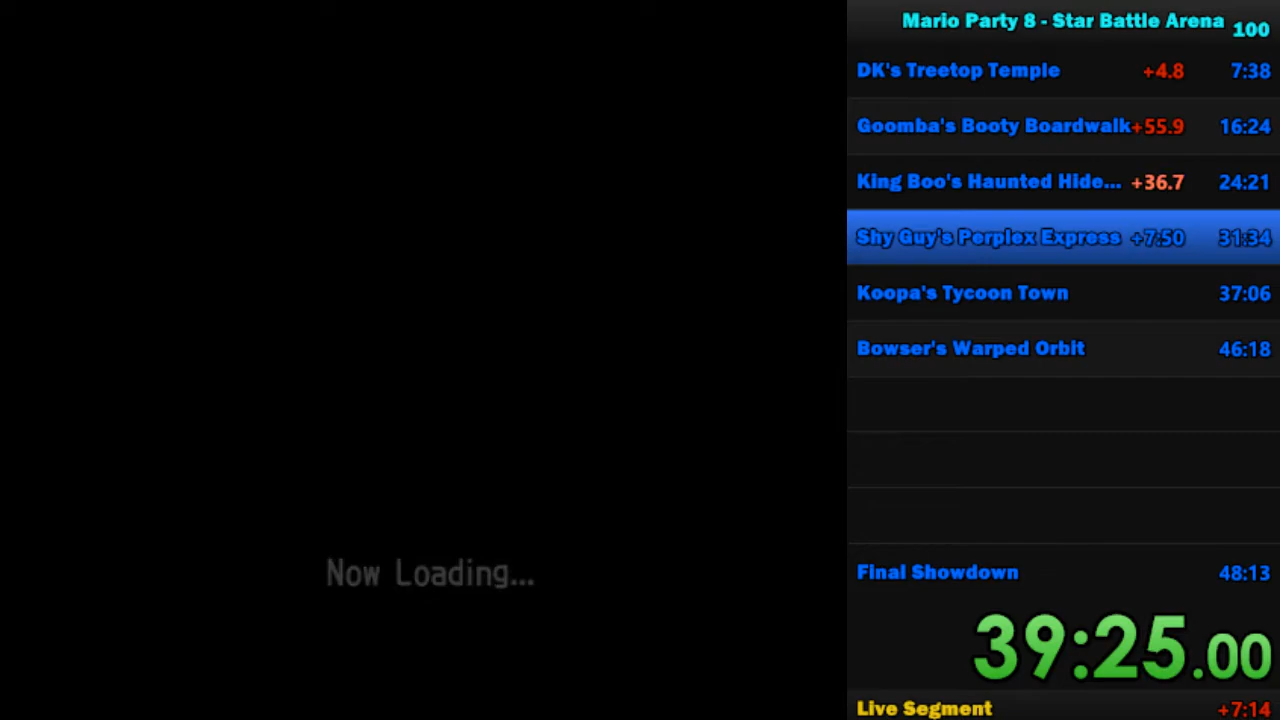 Mario Party 8 - Star Battle Arena 100
DK's Treetop Temple +4.8 7:38
Goomba's Booty Boardwalk +55.9 16:24
King Boo's Haunted Hide... +36.7 24:21
Shy Guy's Perplex Express +7:50 31:34
Koopa's Tycoon Town 37:06
Bowser's Warped Orbit 46:18
Now Loading...
Final Showdown 48:13
39:25.00
Live Segment +7:14